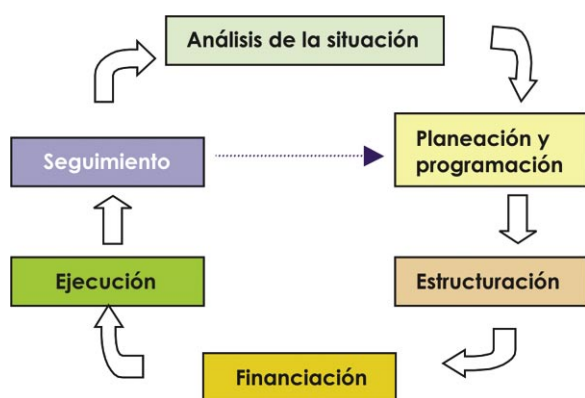 Análisis de la situación
Planeación y
programación
Seguimiento
Ejecución
Estructuración
Financiación